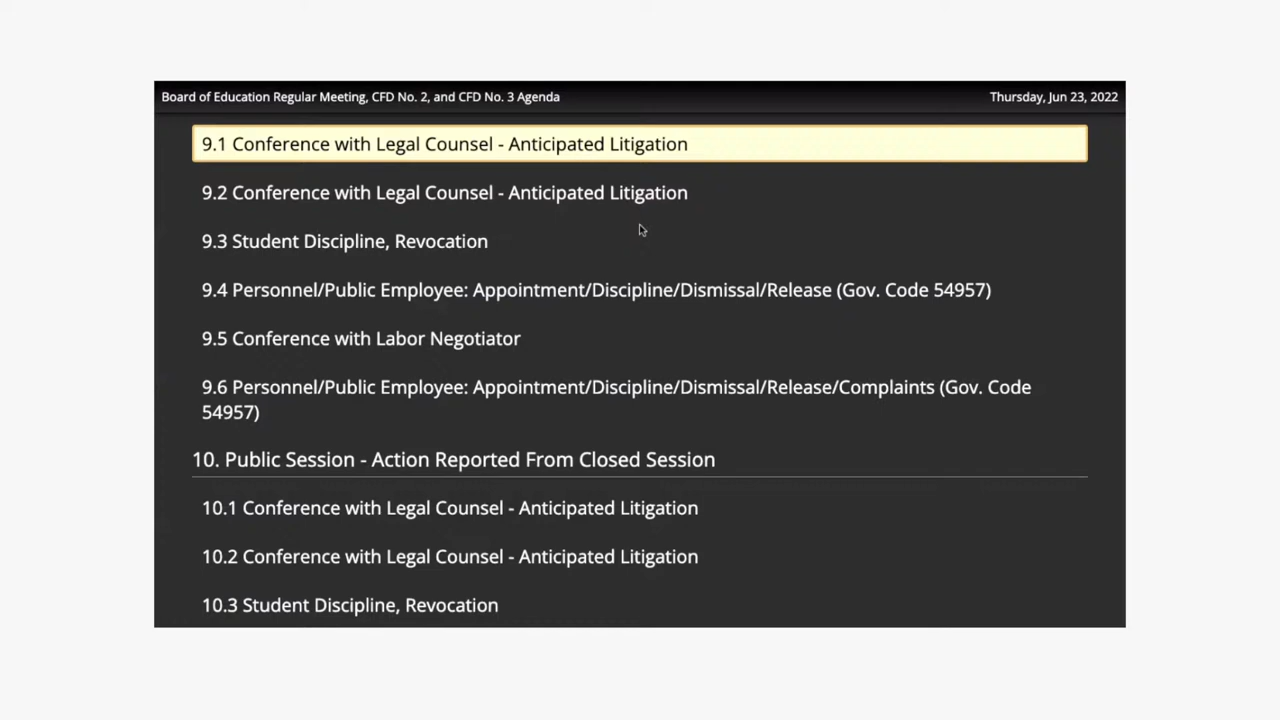 Board of Education Regular Meeting, CFD No. 2, and CFD No. 3 Agenda
Thursday, Jun 23, 2022
9.1 Conference with Legal Counsel - Anticipated Litigation
9.2 Conference with Legal Counsel - Anticipated Litigation
9.3 Student Discipline, Revocation
9.4 Personnel/Public Employee: Appointment/Discipline/Dismissal/Release (Gov. Code 54957)
9.5 Conference with Labor Negotiator
9.6 Personnel/Public Employee: Appointment/Discipline/Dismissal/Release/Complaints (Gov. Code
54957)
10. Public Session - Action Reported From Closed Session
10.1 Conference with Legal Counsel - Anticipated Litigation
10.2 Conference with Legal Counsel - Anticipated Litigation
10.3 Student Discipline, Revocation